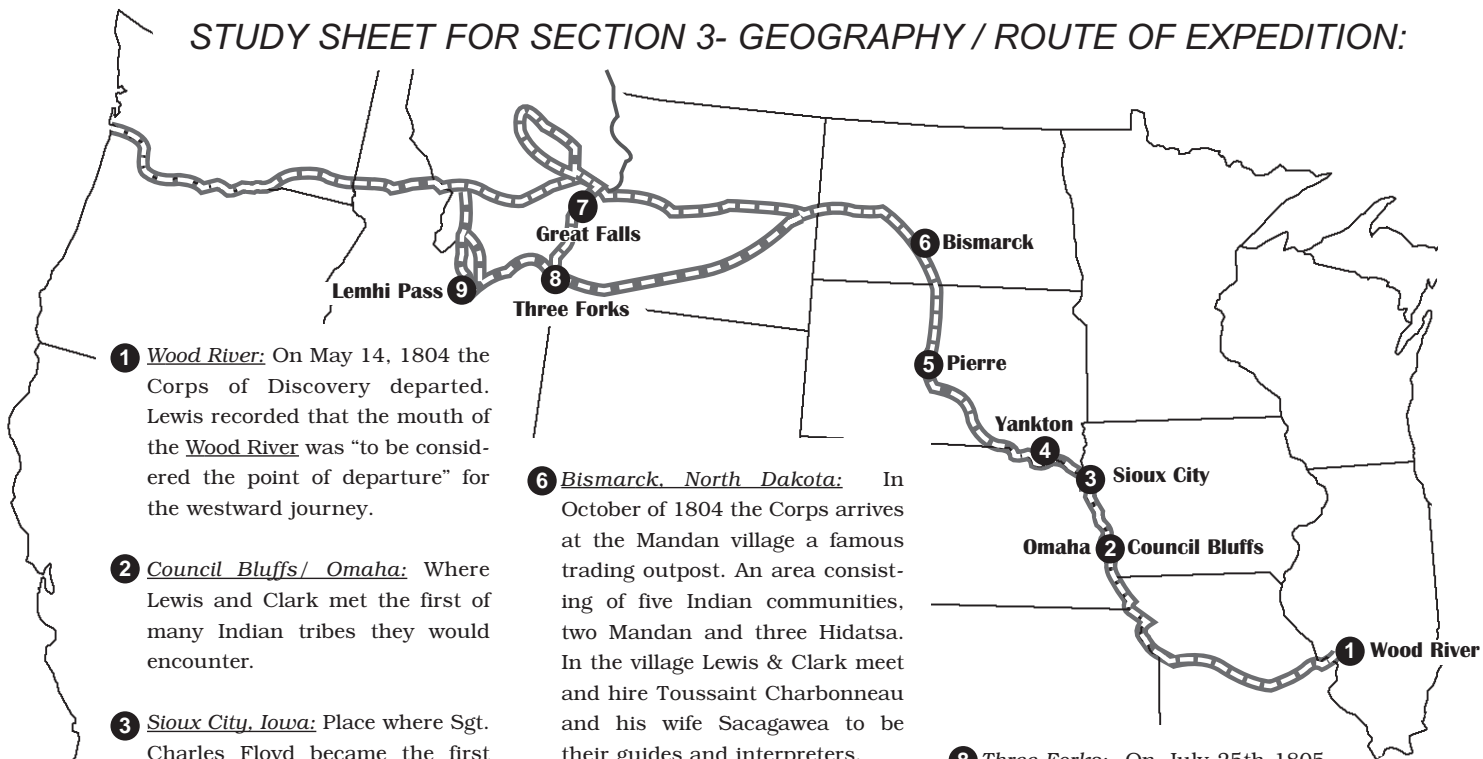 STUDY SHEET FOR SECTION 3- GEOGRAPHY / ROUTE OF EXPEDITION:
7
Great Falls
6 Bismarck
Lemhi Pass 9
8
Three Forks
5 Pierre
Yankton
4
3 Sioux City
Omaha 2 Council Bluffs
1 Wood River
1 Wood River: On May 14, 1804 the
Corps of Discovery departed.
Lewis recorded that the mouth of
the Wood River was “to be consid-
ered the point of departure” for
the westward journey.
2 Council Bluffs/ Omaha: Where
Lewis and Clark met the first of
many Indian tribes they would
encounter.
3 Sioux City, Iowa: Place where Sgt.
Charles Floyd became the first
6 Bismarck, North Dakota: In
October of 1804 the Corps arrives
at the Mandan village a famous
trading outpost. An area consist-
ing of five Indian communities,
two Mandan and three Hidatsa.
In the village Lewis & Clark meet
and hire Toussaint Charbonneau
and his wife Sacagawea to be
their guides and interpreters.
8 Three Forks: On July 25th 1805